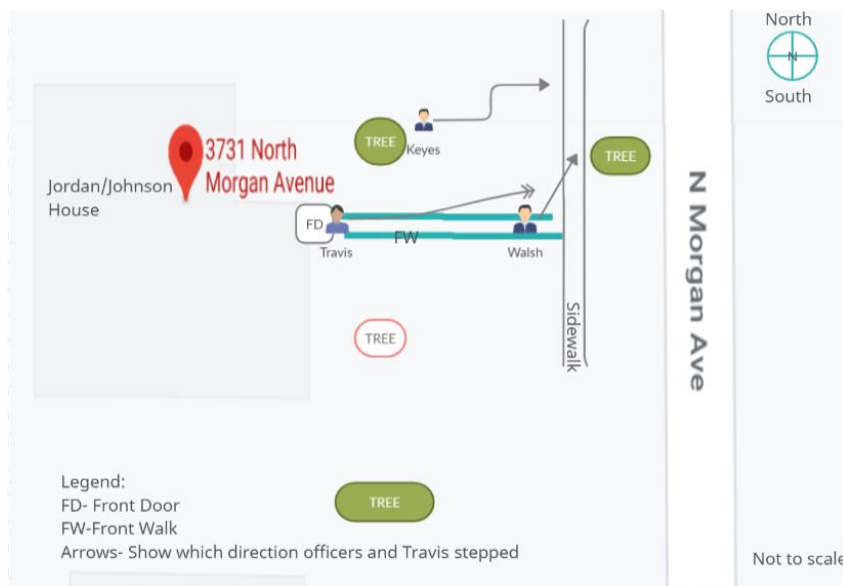 North
N
South
TREE
Keyes
TREE
3731 North
Morgan Avenue
Jordan/Johnson
House
FD
FW
Travis
Walsh
N Morgan Ave
Sidewalk
TREE
Legend:
FD- Front Door
FW-Front Walk
Arrows- Show which direction officers and Travis stepped
TREE
Not to scale